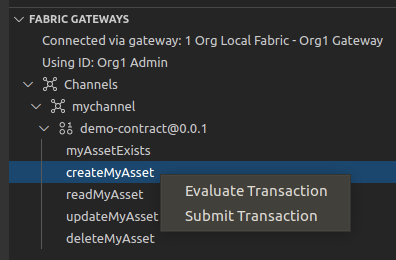 FABRIC GATEWAYS
Connected via gateway: 1 Org Local Fabric - Org1 Gateway
Using ID: Org1 Admin
Channels
mychannel
demo-contract@0.0.1
myAssetExists
createMyAsset
Evaluate Transaction
readMyAsset
Submit Transaction
updateMyAsset
deleteMyAsset